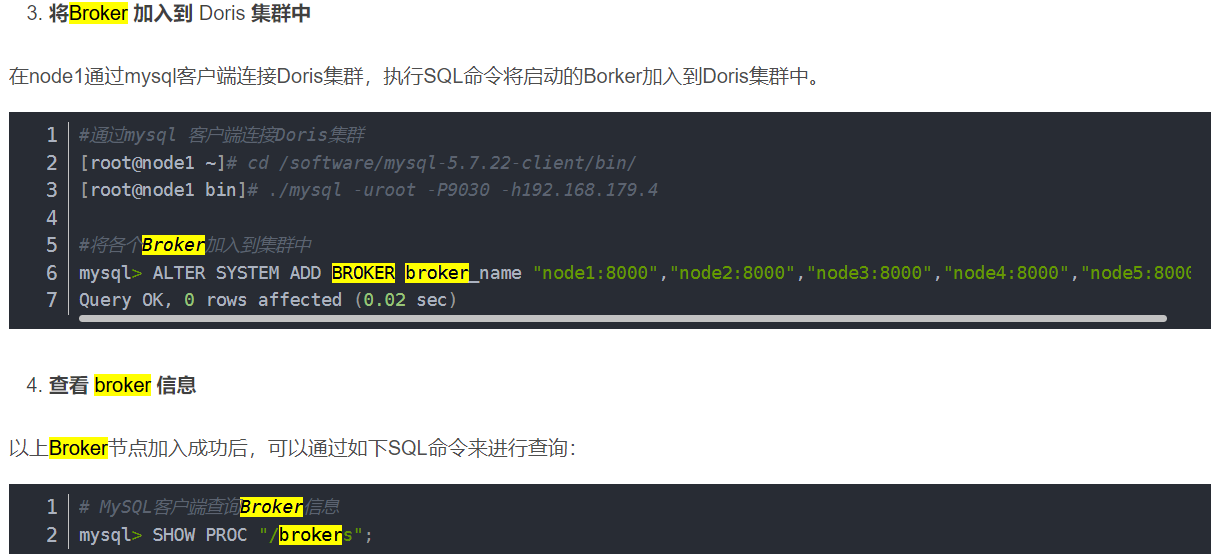 3. 将Broker 加入到 Doris 集群中
在node1通过mysql客户端连接Doris集群，执行SQL命令将启动的Borker加入到Doris集群中。
1 #通过mysql 客户端连接Doris集群
2 [root@node1 ~]# cd /software/mysql-5.7.22-client/bin/
3 [root@node1 bin]# ./mysql -uroot -P9030 -h192.168.179.4
4
5 #将各个Broker加入到集群中
6 mysql> ALTER SYSTEM ADD BROKER broker_name "node1:8000","node2:8000","node3:8000","node4:8000","node5:8000
7 Query OK, 0 rows affected (0.02 sec)
4. 查看 broker 信息
以上Broker节点加入成功后，可以通过如下SQL命令来进行查询：
1 # MySQL客户端查询Broker信息
2 mysql> SHOW PROC "/brokers";